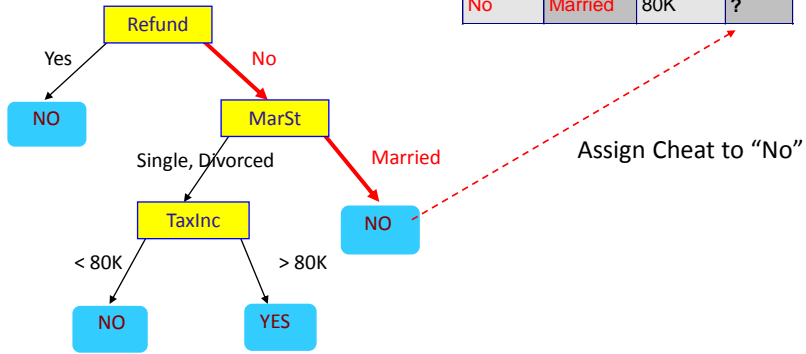 No Married 80K ?
Refund
Yes No
NO
MarSt
Single, Divorced Married
Assign Cheat to “No”
TaxInc
NO
< 80K > 80K
NO YES